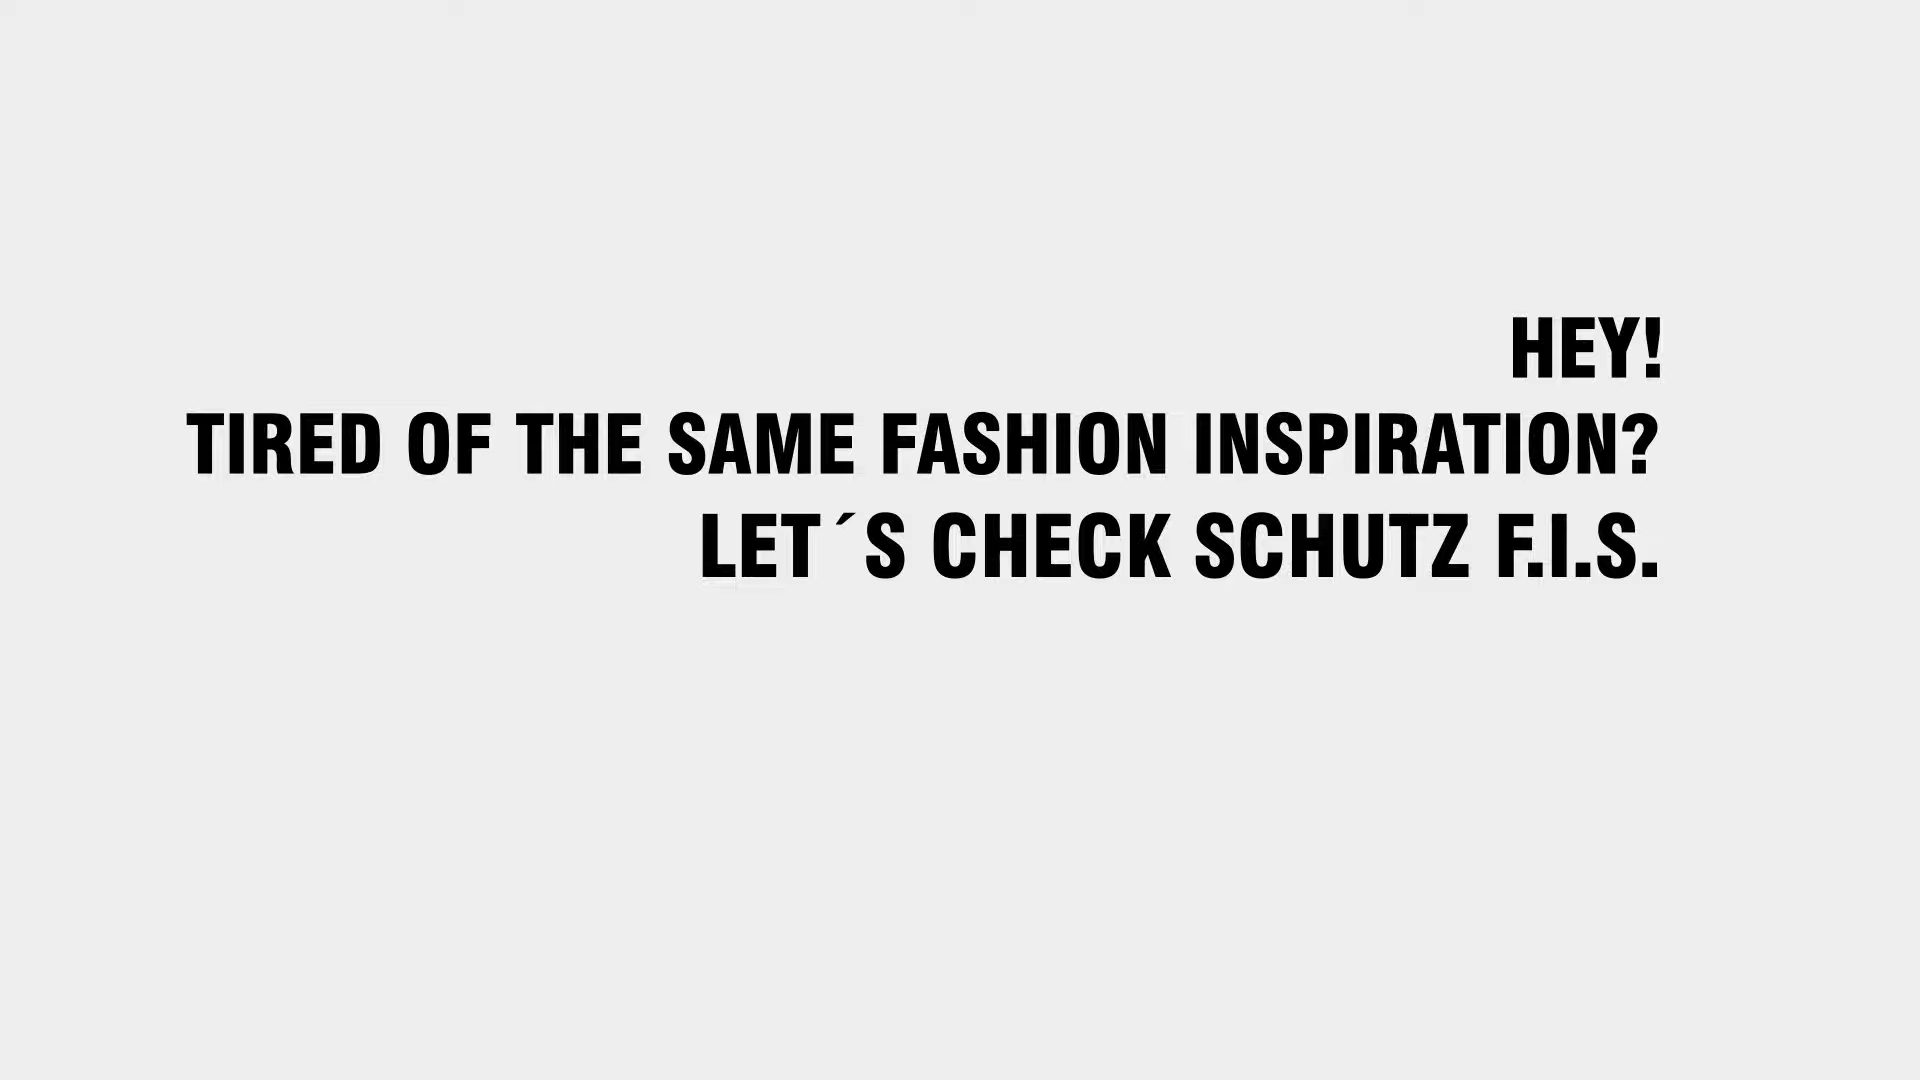 HEY!
TIRED OF THE SAME FASHION INSPIRATION?
LET´S CHECK SCHUTZ F.I.S.